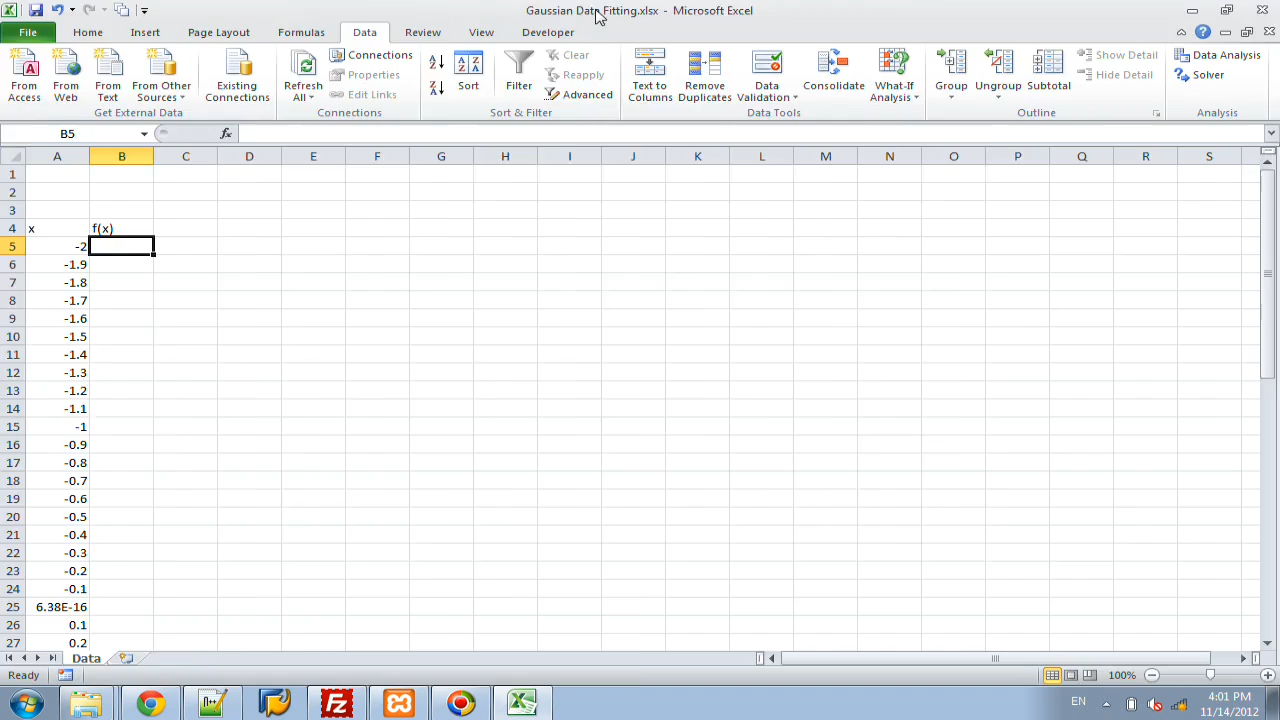 Gaussian Data Fitting.xlsx - Microsoft Excel
File Home Insert Page Layout Formulas Data Review View Developer
From Access
From Web
From Text
From Other Sources
Existing Connections
Get External Data
Refresh All
Connections
Properties
Edit Links
Connections
Sort
Filter
Clear
Reapply
Advanced
Sort & Filter
Text to Columns
Remove Duplicates
Data Validation
Consolidate
What-If Analysis
Data Tools
Group
Ungroup
Subtotal
Show Detail
Hide Detail
Outline
Data Analysis
Solver
Analysis
B5 fx
A B C D E F G H I J K L M N O P Q R S
1
2
3
4 x f(x)
5 -2
6 -1.9
7 -1.8
8 -1.7
9 -1.6
10 -1.5
11 -1.4
12 -1.3
13 -1.2
14 -1.1
15 -1
16 -0.9
17 -0.8
18 -0.7
19 -0.6
20 -0.5
21 -0.4
22 -0.3
23 -0.2
24 -0.1
25 6.38E-16
26 0.1
27 0.2
Data
Ready 100%
EN 4:01 PM
11/14/2012